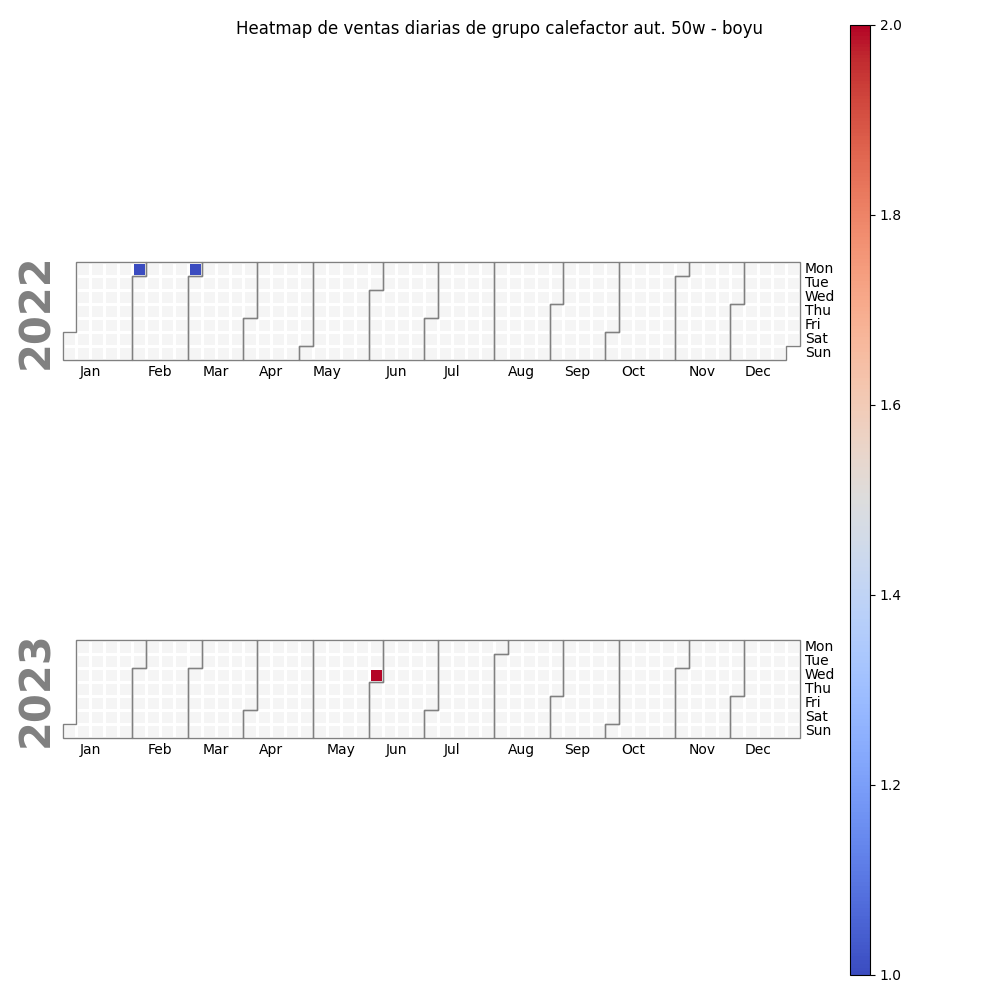 Heatmap de ventas diarias de grupo calefactor aut. 50w - boyu
2.0
1.8
1.6
1.4
1.2
1.0
2022
Mon
Tue
Wed
Thu
Fri
Sat
Sun
Jan Feb Mar Apr May Jun Jul Aug Sep Oct Nov Dec
2023
Mon
Tue
Wed
Thu
Fri
Sat
Sun
Jan Feb Mar Apr May Jun Jul Aug Sep Oct Nov Dec